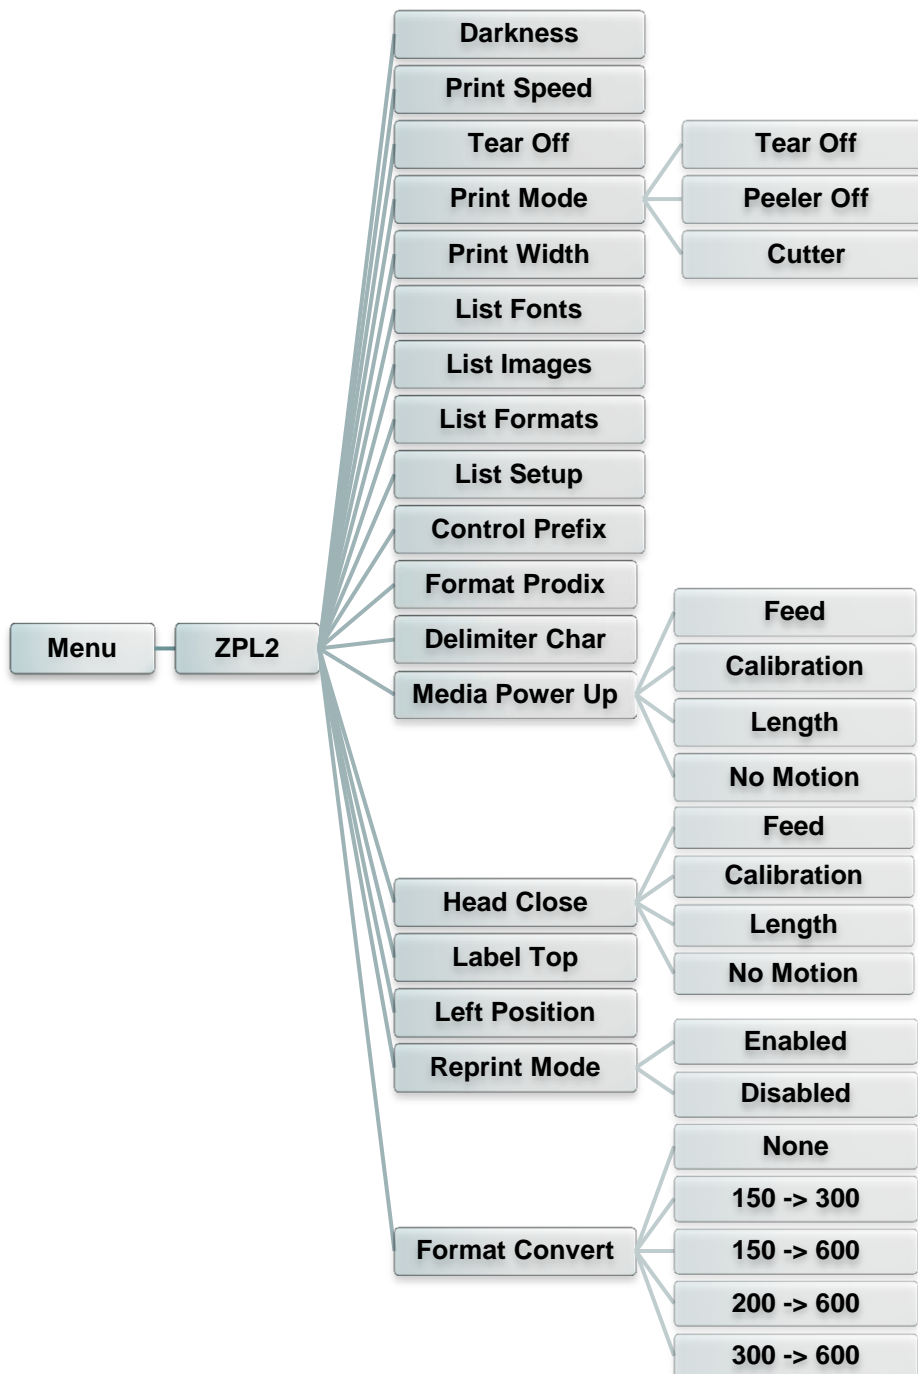 Menu
ZPL2
Darkness
Print Speed
Tear Off
Print Mode
Tear Off
Peeler Off
Cutter
Print Width
List Fonts
List Images
List Formats
List Setup
Control Prefix
Format Prodix
Delimiter Char
Media Power Up
Feed
Calibration
Length
No Motion
Head Close
Feed
Calibration
Length
No Motion
Label Top
Left Position
Reprint Mode
Enabled
Disabled
Format Convert
None
150 -> 300
150 -> 600
200 -> 600
300 -> 600